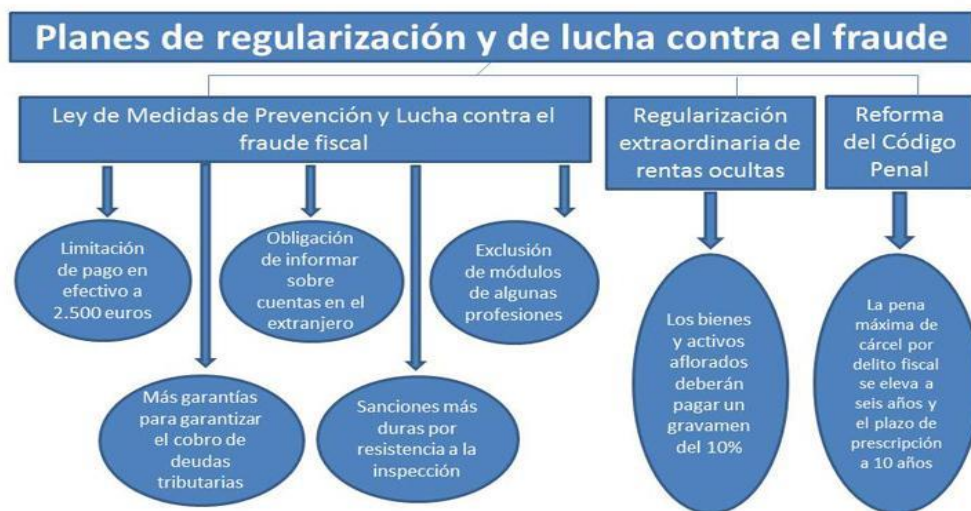 Planes de regularización y de lucha contra el fraude
Ley de Medidas de Prevención y Lucha contra el
fraude fiscal
Regularización
extraordinaria de
rentas ocultas
Reforma
del Código
Penal
Limitación
de pago en
efectivo a
2.500 euros
Obligación
de informar
sobre
cuentas en el
extranjero
Exclusión
de módulos
de algunas
profesiones
Más garantías
para garantizar
el cobro de
deudas
tributarias
Sanciones más
duras por
resistencia a la
inspección
Los bienes
y activos
aflorados
deberán
pagar un
gravamen
del 10%
La pena
máxima de
cárcel por
delito fiscal
se eleva a
seis años y
el plazo de
prescripción
a 10 años